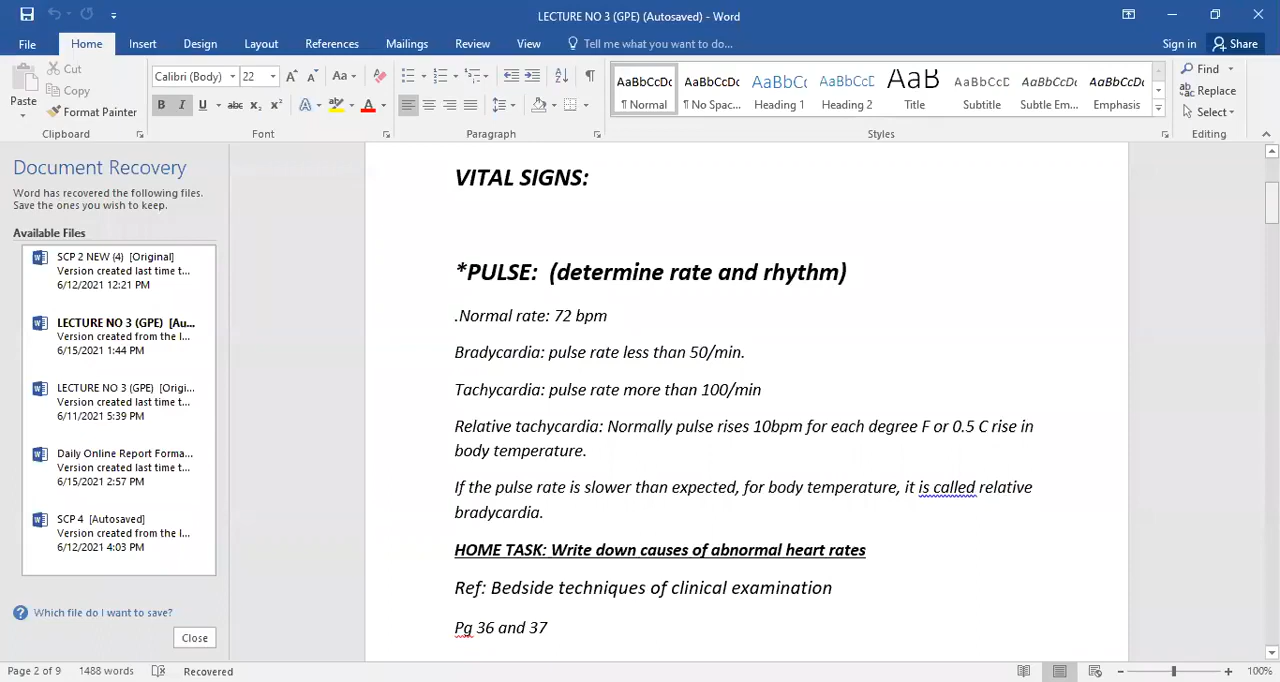 LECTURE NO 3 (GPE) (Autosaved) - Word
File Home Insert Design Layout References Mailings Review View Tell me what you want to do... Sign in Share
Paste
Cut
Copy
Format Painter
Clipboard
Calibri (Body) 22
Font
Paragraph
AaBbCcDc AaBbCcDc AaBbCc AaBbCcD AaB AaBbCcD AaBbCcDc AaBbCcDc
¶ Normal ¶ No Spac... Heading 1 Heading 2 Title Subtitle Subtle Em... Emphasis
Styles
Find
Replace
Select
Editing
Document Recovery
Word has recovered the following files.
Save the ones you wish to keep.
Available Files
SCP 2 NEW (4) [Original]
Version created last time t...
6/12/2021 12:21 PM
LECTURE NO 3 (GPE) [Au...
Version created from the l...
6/15/2021 1:44 PM
LECTURE NO 3 (GPE) [Origi...
Version created last time t...
6/11/2021 5:39 PM
Daily Online Report Forma...
Version created last time t...
6/15/2021 2:57 PM
SCP 4 [Autosaved]
Version created from the l...
6/12/2021 4:03 PM
Which file do I want to save?
Close
VITAL SIGNS:
*PULSE: (determine rate and rhythm)
.Normal rate: 72 bpm
Bradycardia: pulse rate less than 50/min.
Tachycardia: pulse rate more than 100/min
Relative tachycardia: Normally pulse rises 10bpm for each degree F or 0.5 C rise in
body temperature.
If the pulse rate is slower than expected, for body temperature, it is called relative
bradycardia.
HOME TASK: Write down causes of abnormal heart rates
Ref: Bedside techniques of clinical examination
Pg 36 and 37
Page 2 of 9 1488 words Recovered 100%